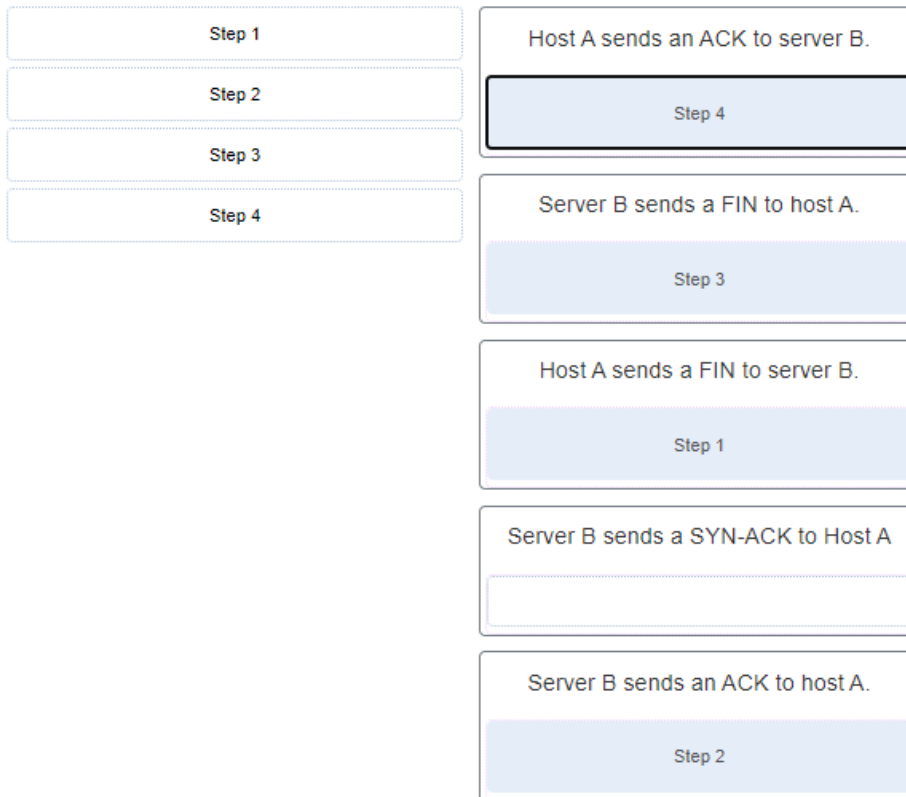 Step 1
Step 2
Step 3
Step 4
Host A sends an ACK to server B.
Step 4
Server B sends a FIN to host A.
Step 3
Host A sends a FIN to server B.
Step 1
Server B sends a SYN-ACK to Host A
Server B sends an ACK to host A.
Step 2